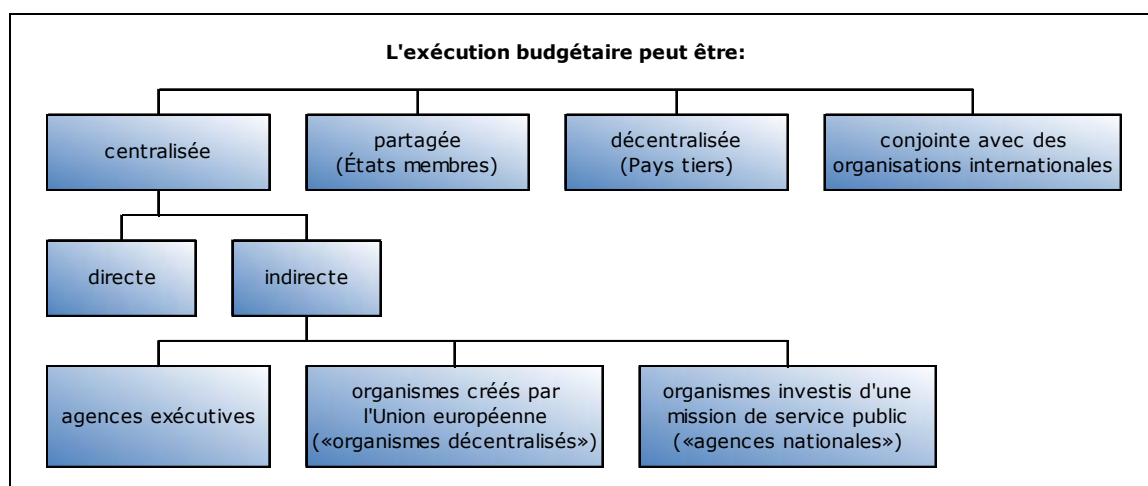 L'exécution budgétaire peut être:
centralisée
partagée
(États membres)
décentralisée
(Pays tiers)
conjointe avec des
organisations internationales
directe
indirecte
agences exécutives
organismes créés par
l'Union européenne
(«organismes décentralisés»)
organismes investis d'une
mission de service public
(«agences nationales»)